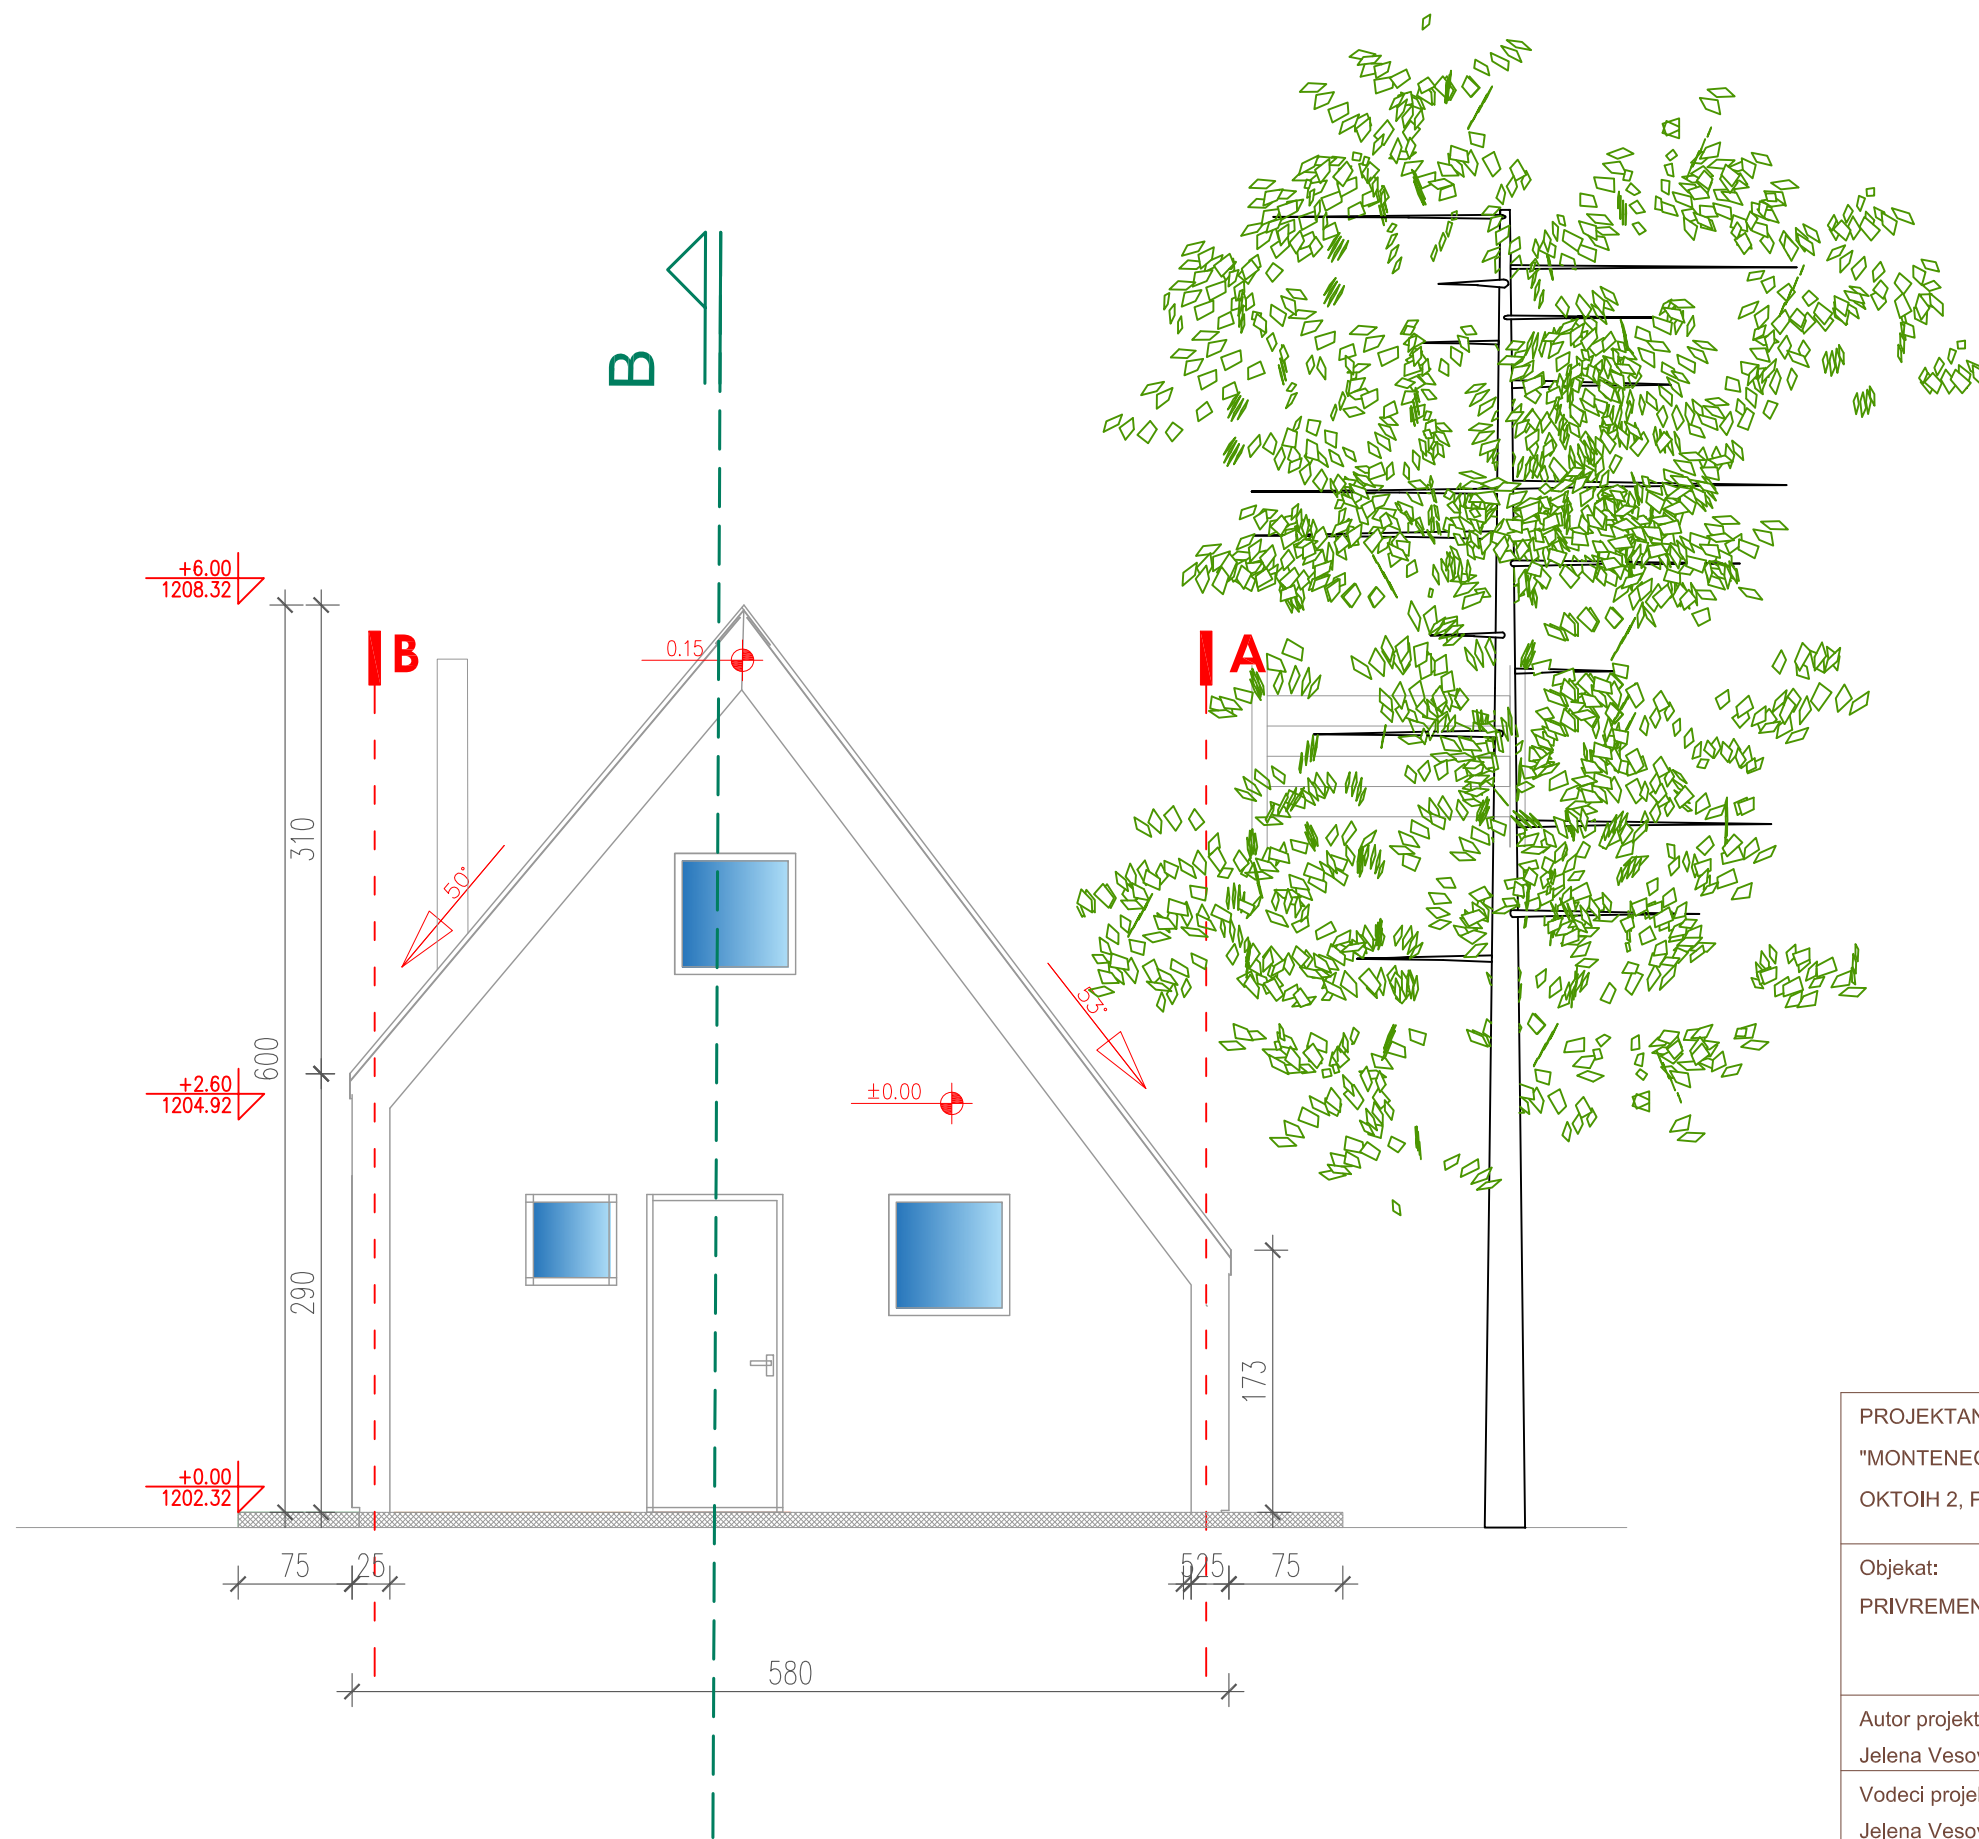 B
+6.00
1208.32
B
0.15
A
310
50°
53°
600
+2.60
1204.92
±0.00
290
173
+0.00
1202.32
75
25
525
75
580
PROJEKTAN
"MONTENEG
OKTOIH 2, P
Objekat:
PRIVREMEN
Autor projekt
Jelena Vesov
Vodeci projek
Jelena Vesov